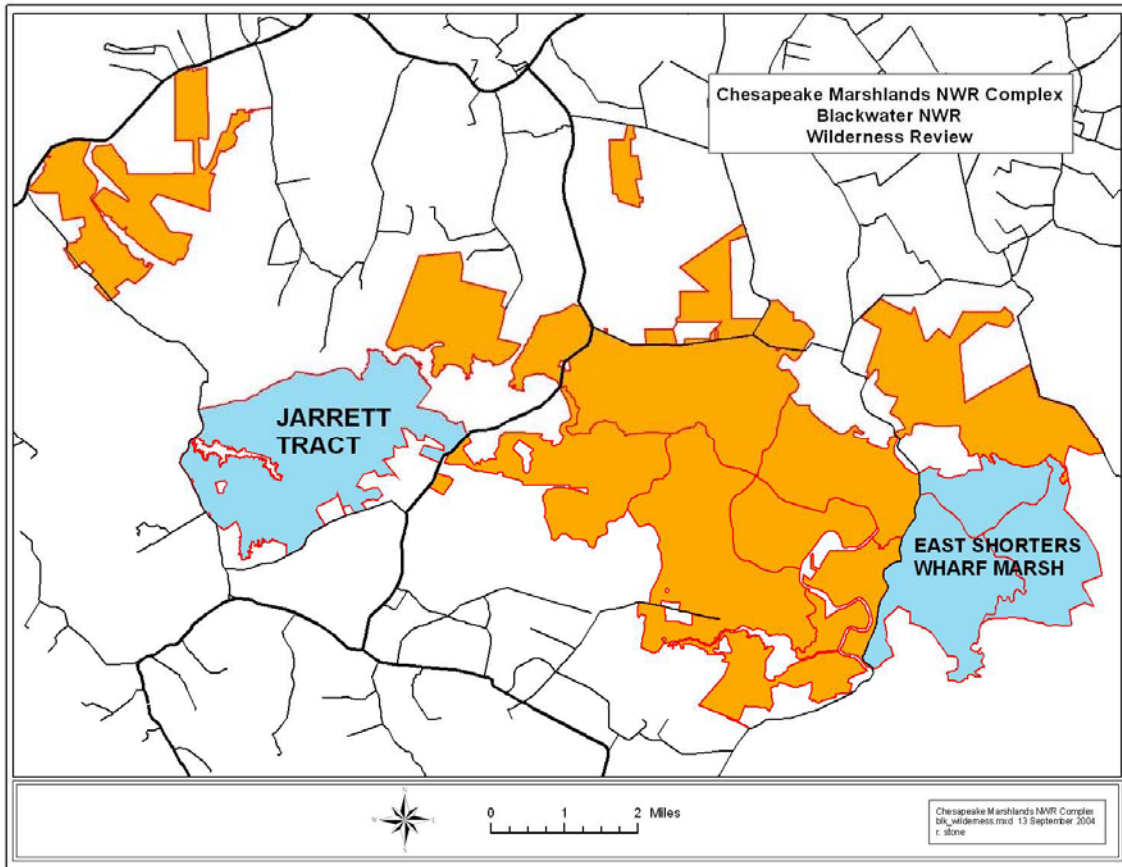 Chesapeake Marshlands NWR Complex
Blackwater NWR
Wilderness Review
JARRETT
TRACT
EAST SHORTERS
WHARF MARSH
N
W
E
S
0 1 2 Miles
Chesapeake Marshlands NWR Complex
blk_wilderness.mxd 13 September 2004
r. stone